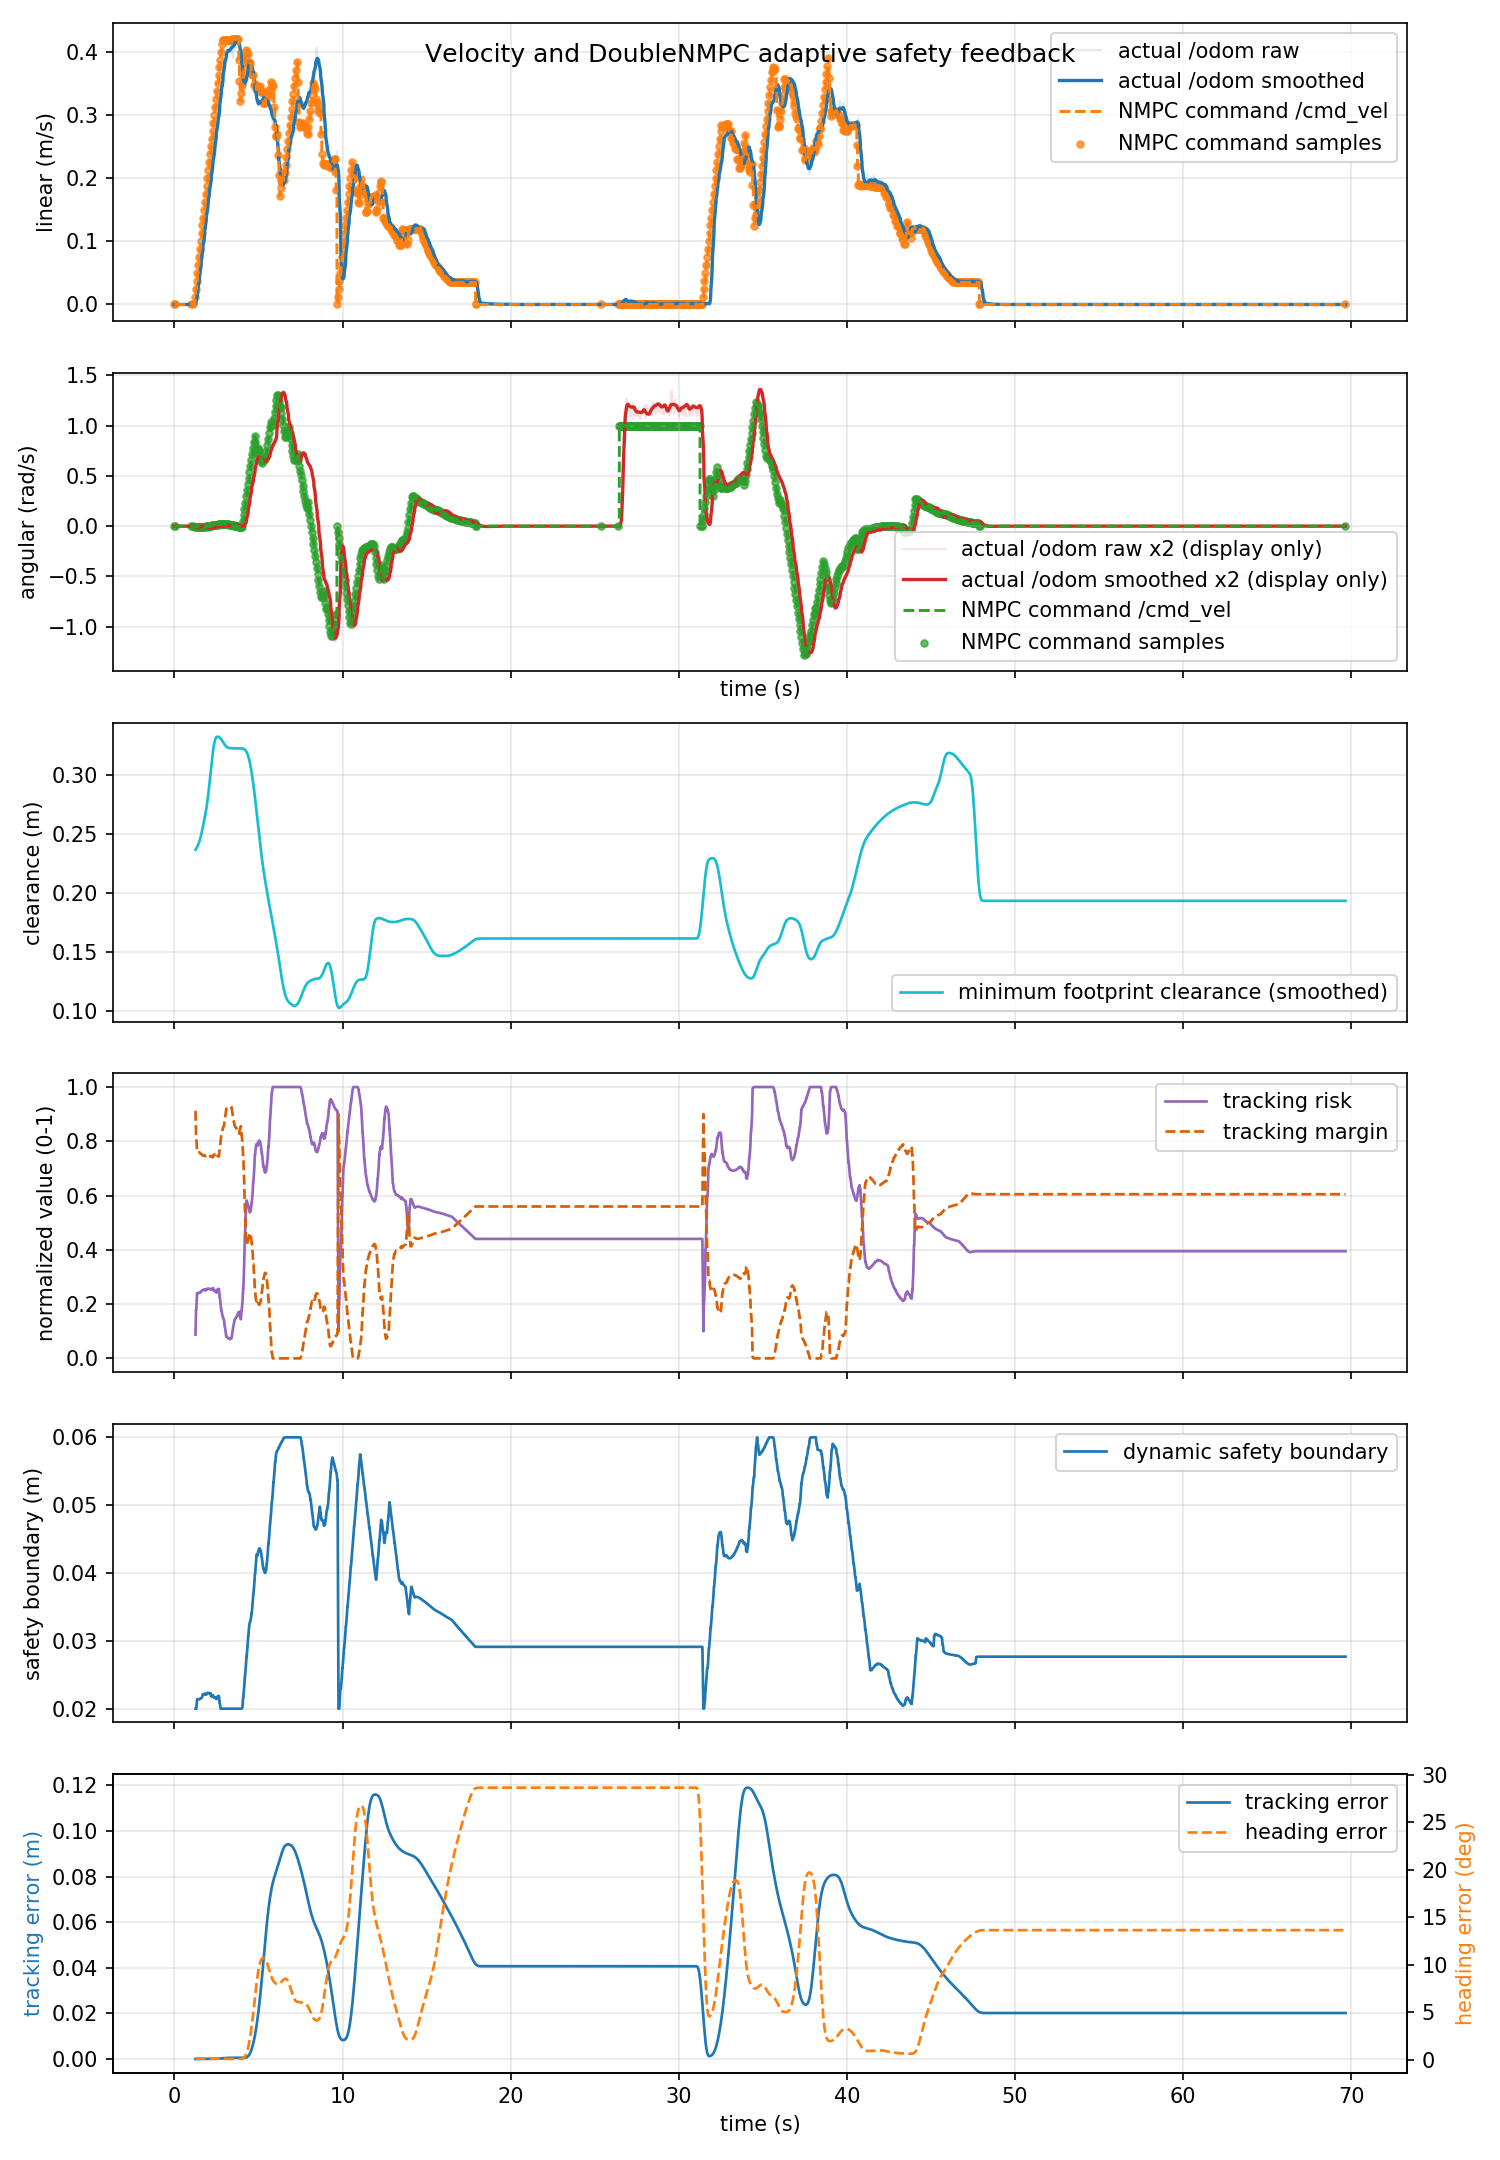 Velocity and DoubleNMPC adaptive safety feedback
linear (m/s)
0.4
0.3
0.2
0.1
0.0
actual /odom raw
actual /odom smoothed
NMPC command /cmd_vel
NMPC command samples
angular (rad/s)
1.5
1.0
0.5
0.0
−0.5
−1.0
actual /odom raw x2 (display only)
actual /odom smoothed x2 (display only)
NMPC command /cmd_vel
NMPC command samples
time (s)
clearance (m)
0.30
0.25
0.20
0.15
0.10
minimum footprint clearance (smoothed)
normalized value (0-1)
1.0
0.8
0.6
0.4
0.2
0.0
tracking risk
tracking margin
safety boundary (m)
0.06
0.05
0.04
0.03
0.02
dynamic safety boundary
tracking error (m)
0.12
0.10
0.08
0.06
0.04
0.02
0.00
tracking error
heading error
30
25
20
15
10
5
0
heading error (deg)
0 10 20 30 40 50 60 70
time (s)